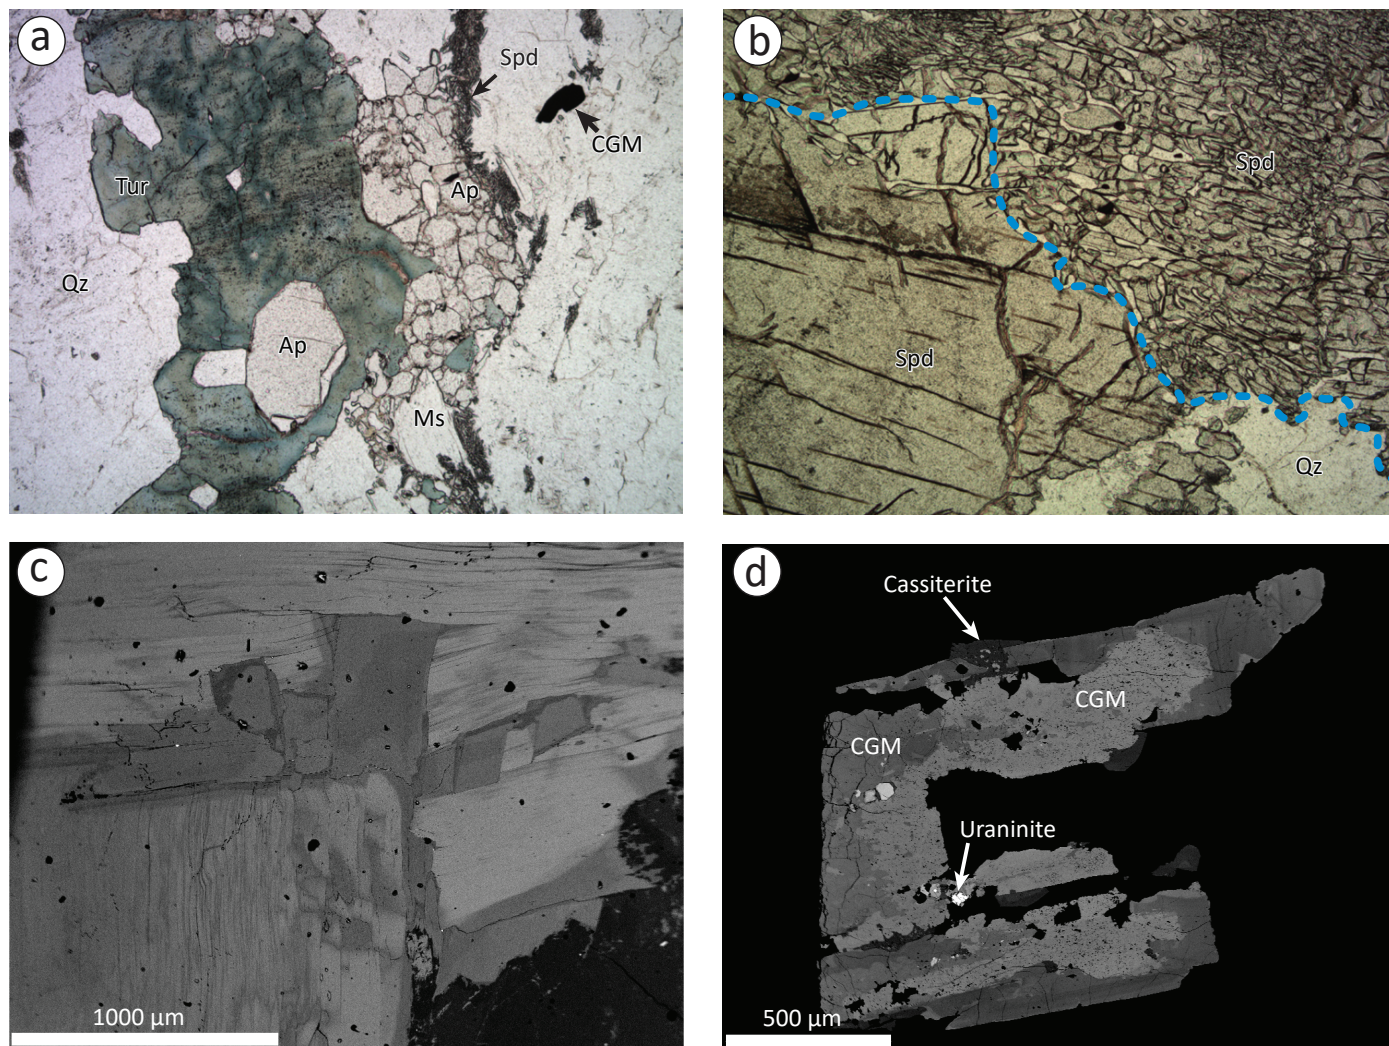 a
Spd
CGM
Tur
Ap
Qz
Ap
Ms
b
Spd
Spd
Qz
c
1000 µm
d
Cassiterite
CGM
CGM
Uraninite
500 µm